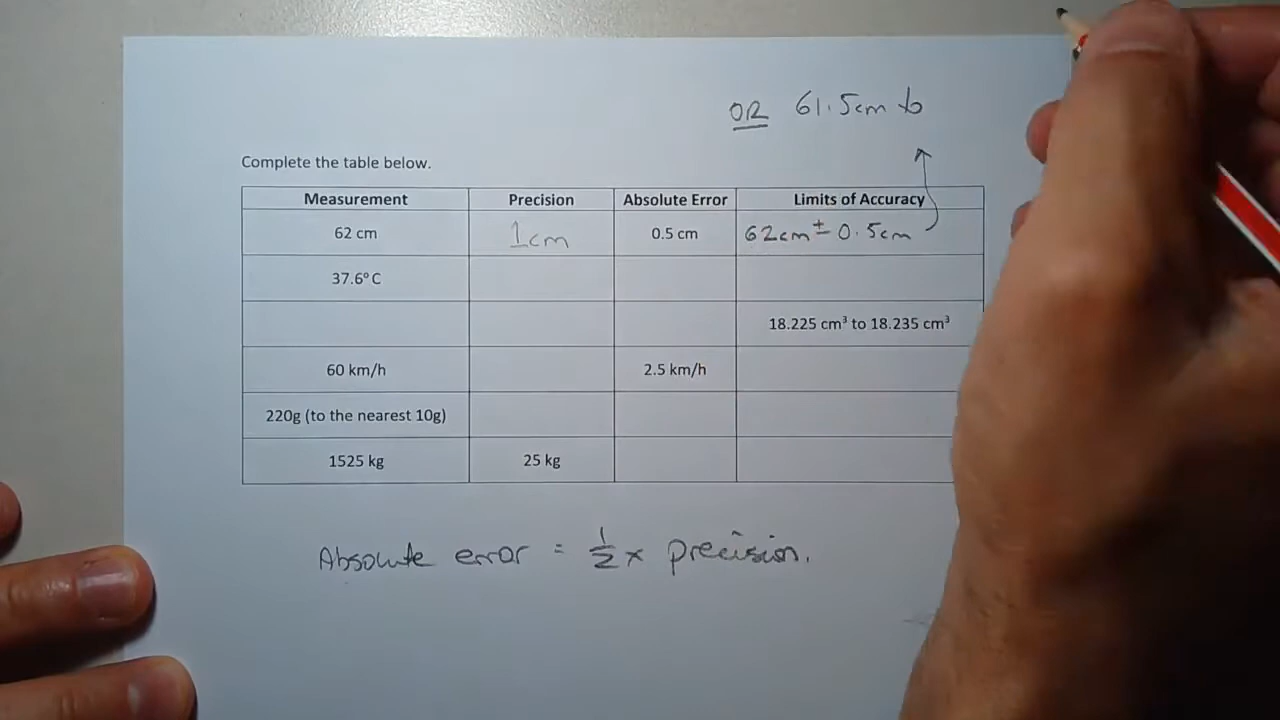 OR 61.5cm to
Complete the table below.
Measurement Precision Absolute Error Limits of Accuracy
62 cm 1cm 0.5 cm 62cm ± 0.5cm
37.6°C
18.225 cm³ to 18.235 cm³
60 km/h 2.5 km/h
220g (to the nearest 10g)
1525 kg 25 kg
Absolute error = 1/2 x precision.